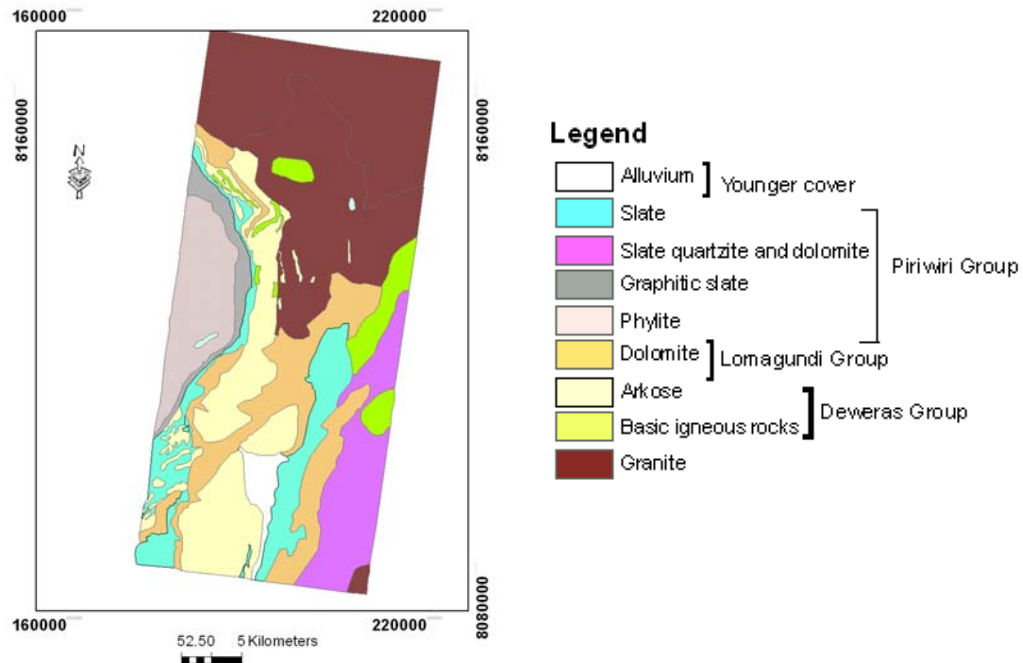 160000
220000
8160000
8160000
N
Legend
Alluvium
Younger cover
Slate
Slate quartzite and dolomite
Piriwiri Group
Graphitic slate
Phylite
Dolomite
Lomagundi Group
Arkose
Deweras Group
Basic igneous rocks
Granite
8080000
160000
220000
52.50 5 Kilometers